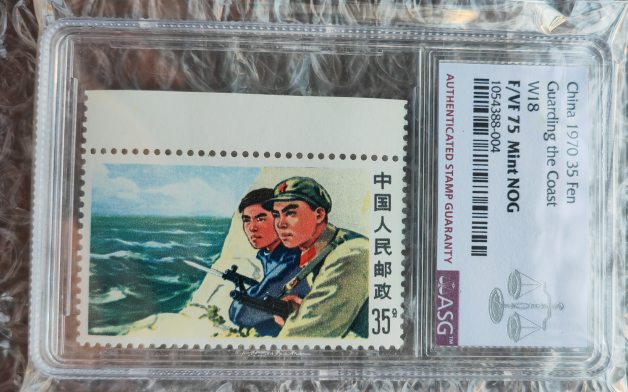 中国人民邮政
35分
China 1970 35 Fen
Guarding the Coast
W18
F/VF 75 Mint NOG
1054388-004
AUTHENTICATED STAMP GUARANTY
ASG™